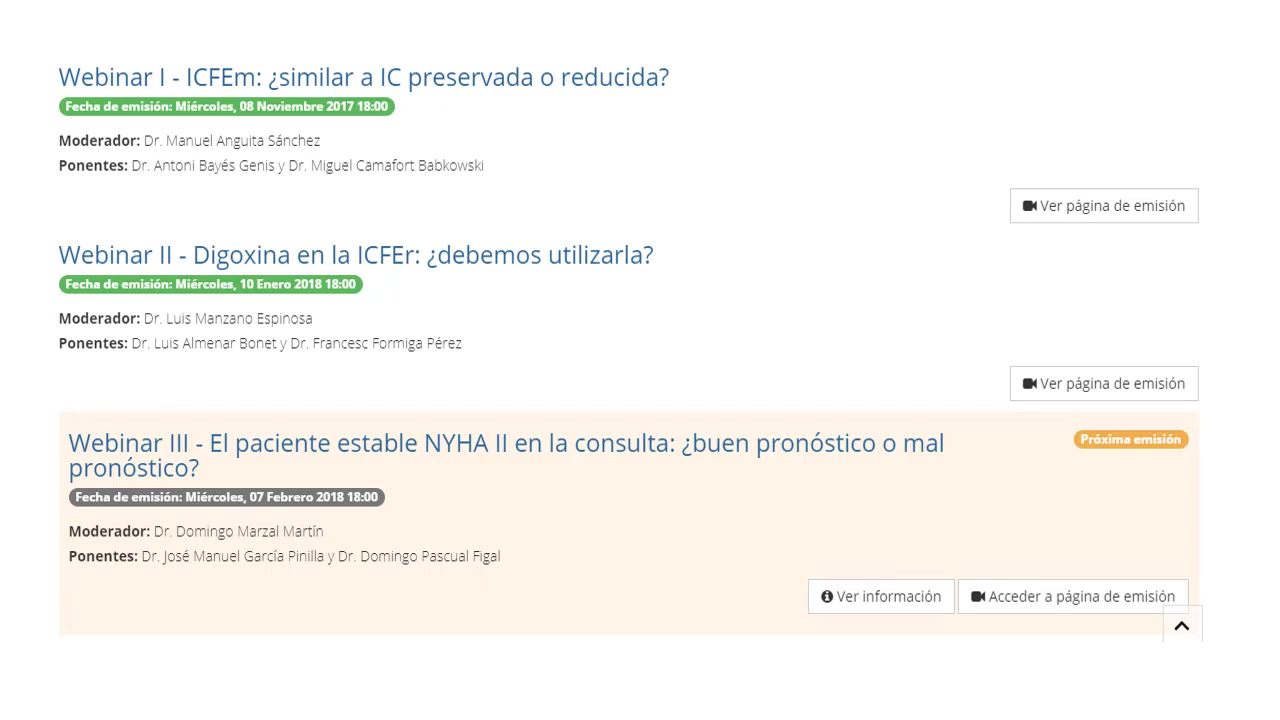 Webinar I - ICFEm: ¿similar a IC preservada o reducida?
Fecha de emisión: Miércoles, 08 Noviembre 2017 18:00
Moderador: Dr. Manuel Anguita Sánchez
Ponentes: Dr. Antoni Bayés Genis y Dr. Miguel Camafort Babkowski
Ver página de emisión
Webinar II - Digoxina en la ICFEr: ¿debemos utilizarla?
Fecha de emisión: Miércoles, 10 Enero 2018 18:00
Moderador: Dr. Luis Manzano Espinosa
Ponentes: Dr. Luis Almenar Bonet y Dr. Francesc Formiga Pérez
Ver página de emisión
Webinar III - El paciente estable NYHA II en la consulta: ¿buen pronóstico o mal
pronóstico?
Próxima emisión
Fecha de emisión: Miércoles, 07 Febrero 2018 18:00
Moderador: Dr. Domingo Marzal Martín
Ponentes: Dr. José Manuel García Pinilla y Dr. Domingo Pascual Figal
Ver información
Acceder a página de emisión